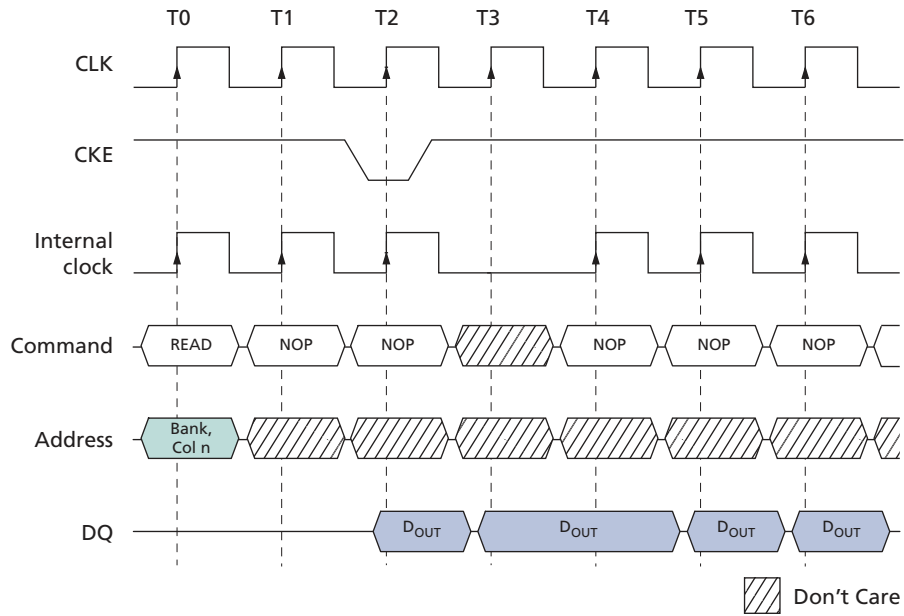 T0 T1 T2 T3 T4 T5 T6
CLK
CKE
Internal
clock
Command READ NOP NOP NOP NOP NOP
Address Bank,
Col n
DQ DOUT DOUT DOUT DOUT
Don't Care